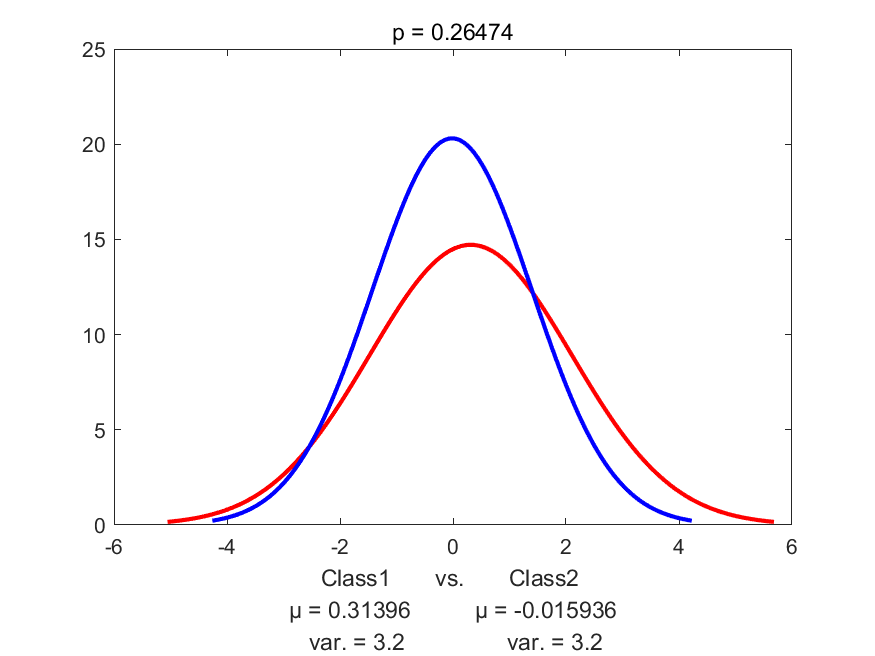 p = 0.26474
25
20
15
10
5
0
-6 -4 -2 0 2 4 6
Class1 vs. Class2
μ = 0.31396 μ = -0.015936
var. = 3.2 var. = 3.2